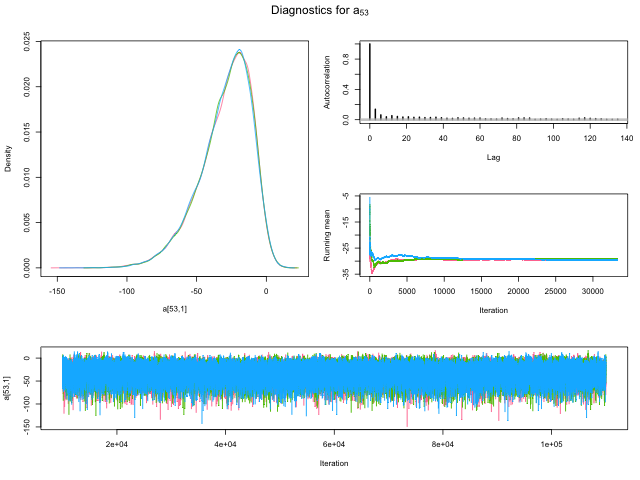 Diagnostics for a53
Density
0.000 0.005 0.010 0.015 0.020 0.025
-150 -100 -50 0
a[53,1]
Autocorrelation
0.0 0.4 0.8
0 20 40 60 80 100 120 140
Lag
Running mean
-35 -25 -15 -5
0 5000 10000 15000 20000 25000 30000
Iteration
a[53,1]
-150 -100 -50 0
2e+04 4e+04 6e+04 8e+04 1e+05
Iteration